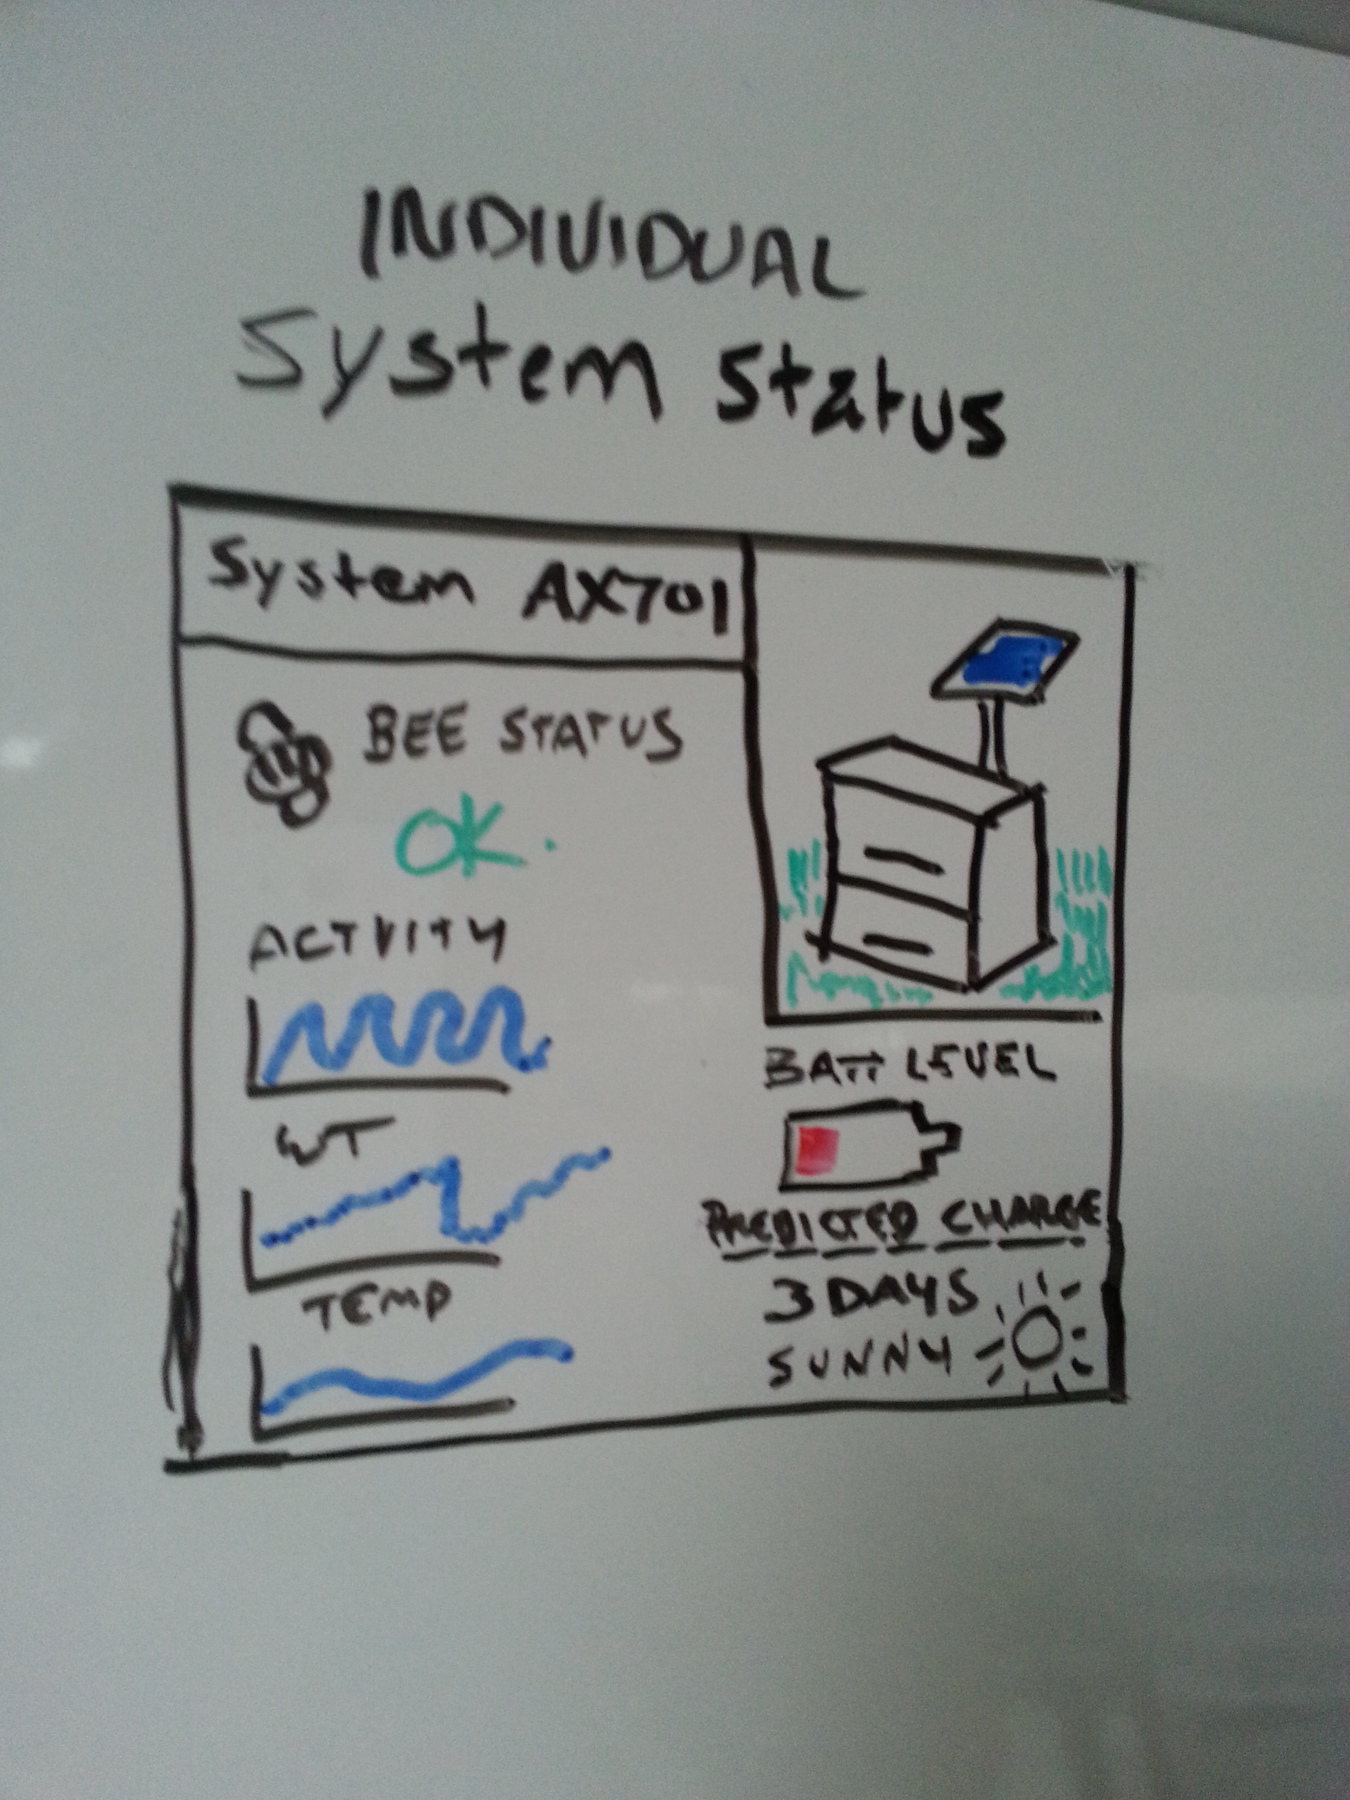 INDIVIDUAL
System Status
System AX701
BEE STATUS
OK.
ACTIVITY
WT
TEMP
BATT LEVEL
PREDICTED CHARGE
3 DAYS
SUNNY